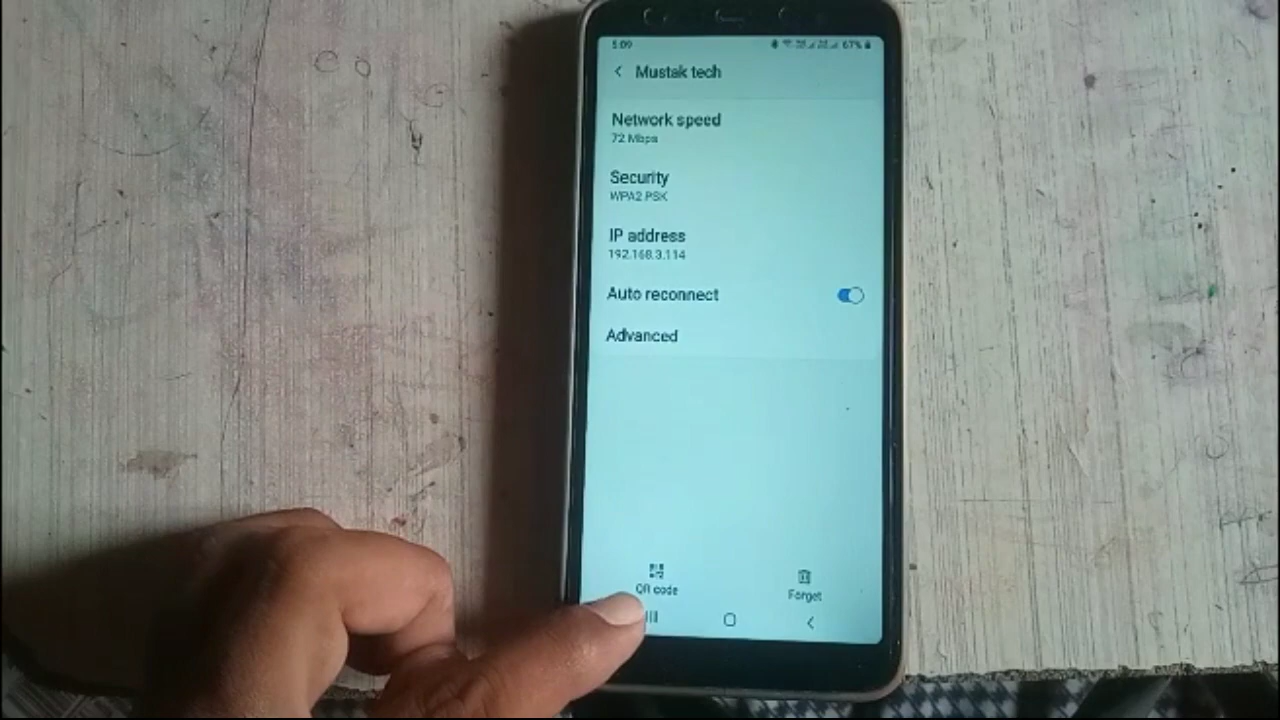 5:09
67%
Mustak tech
Network speed
72 Mbps
Security
WPA2 PSK
IP address
192.168.3.114
Auto reconnect
Advanced
QR code
Forget